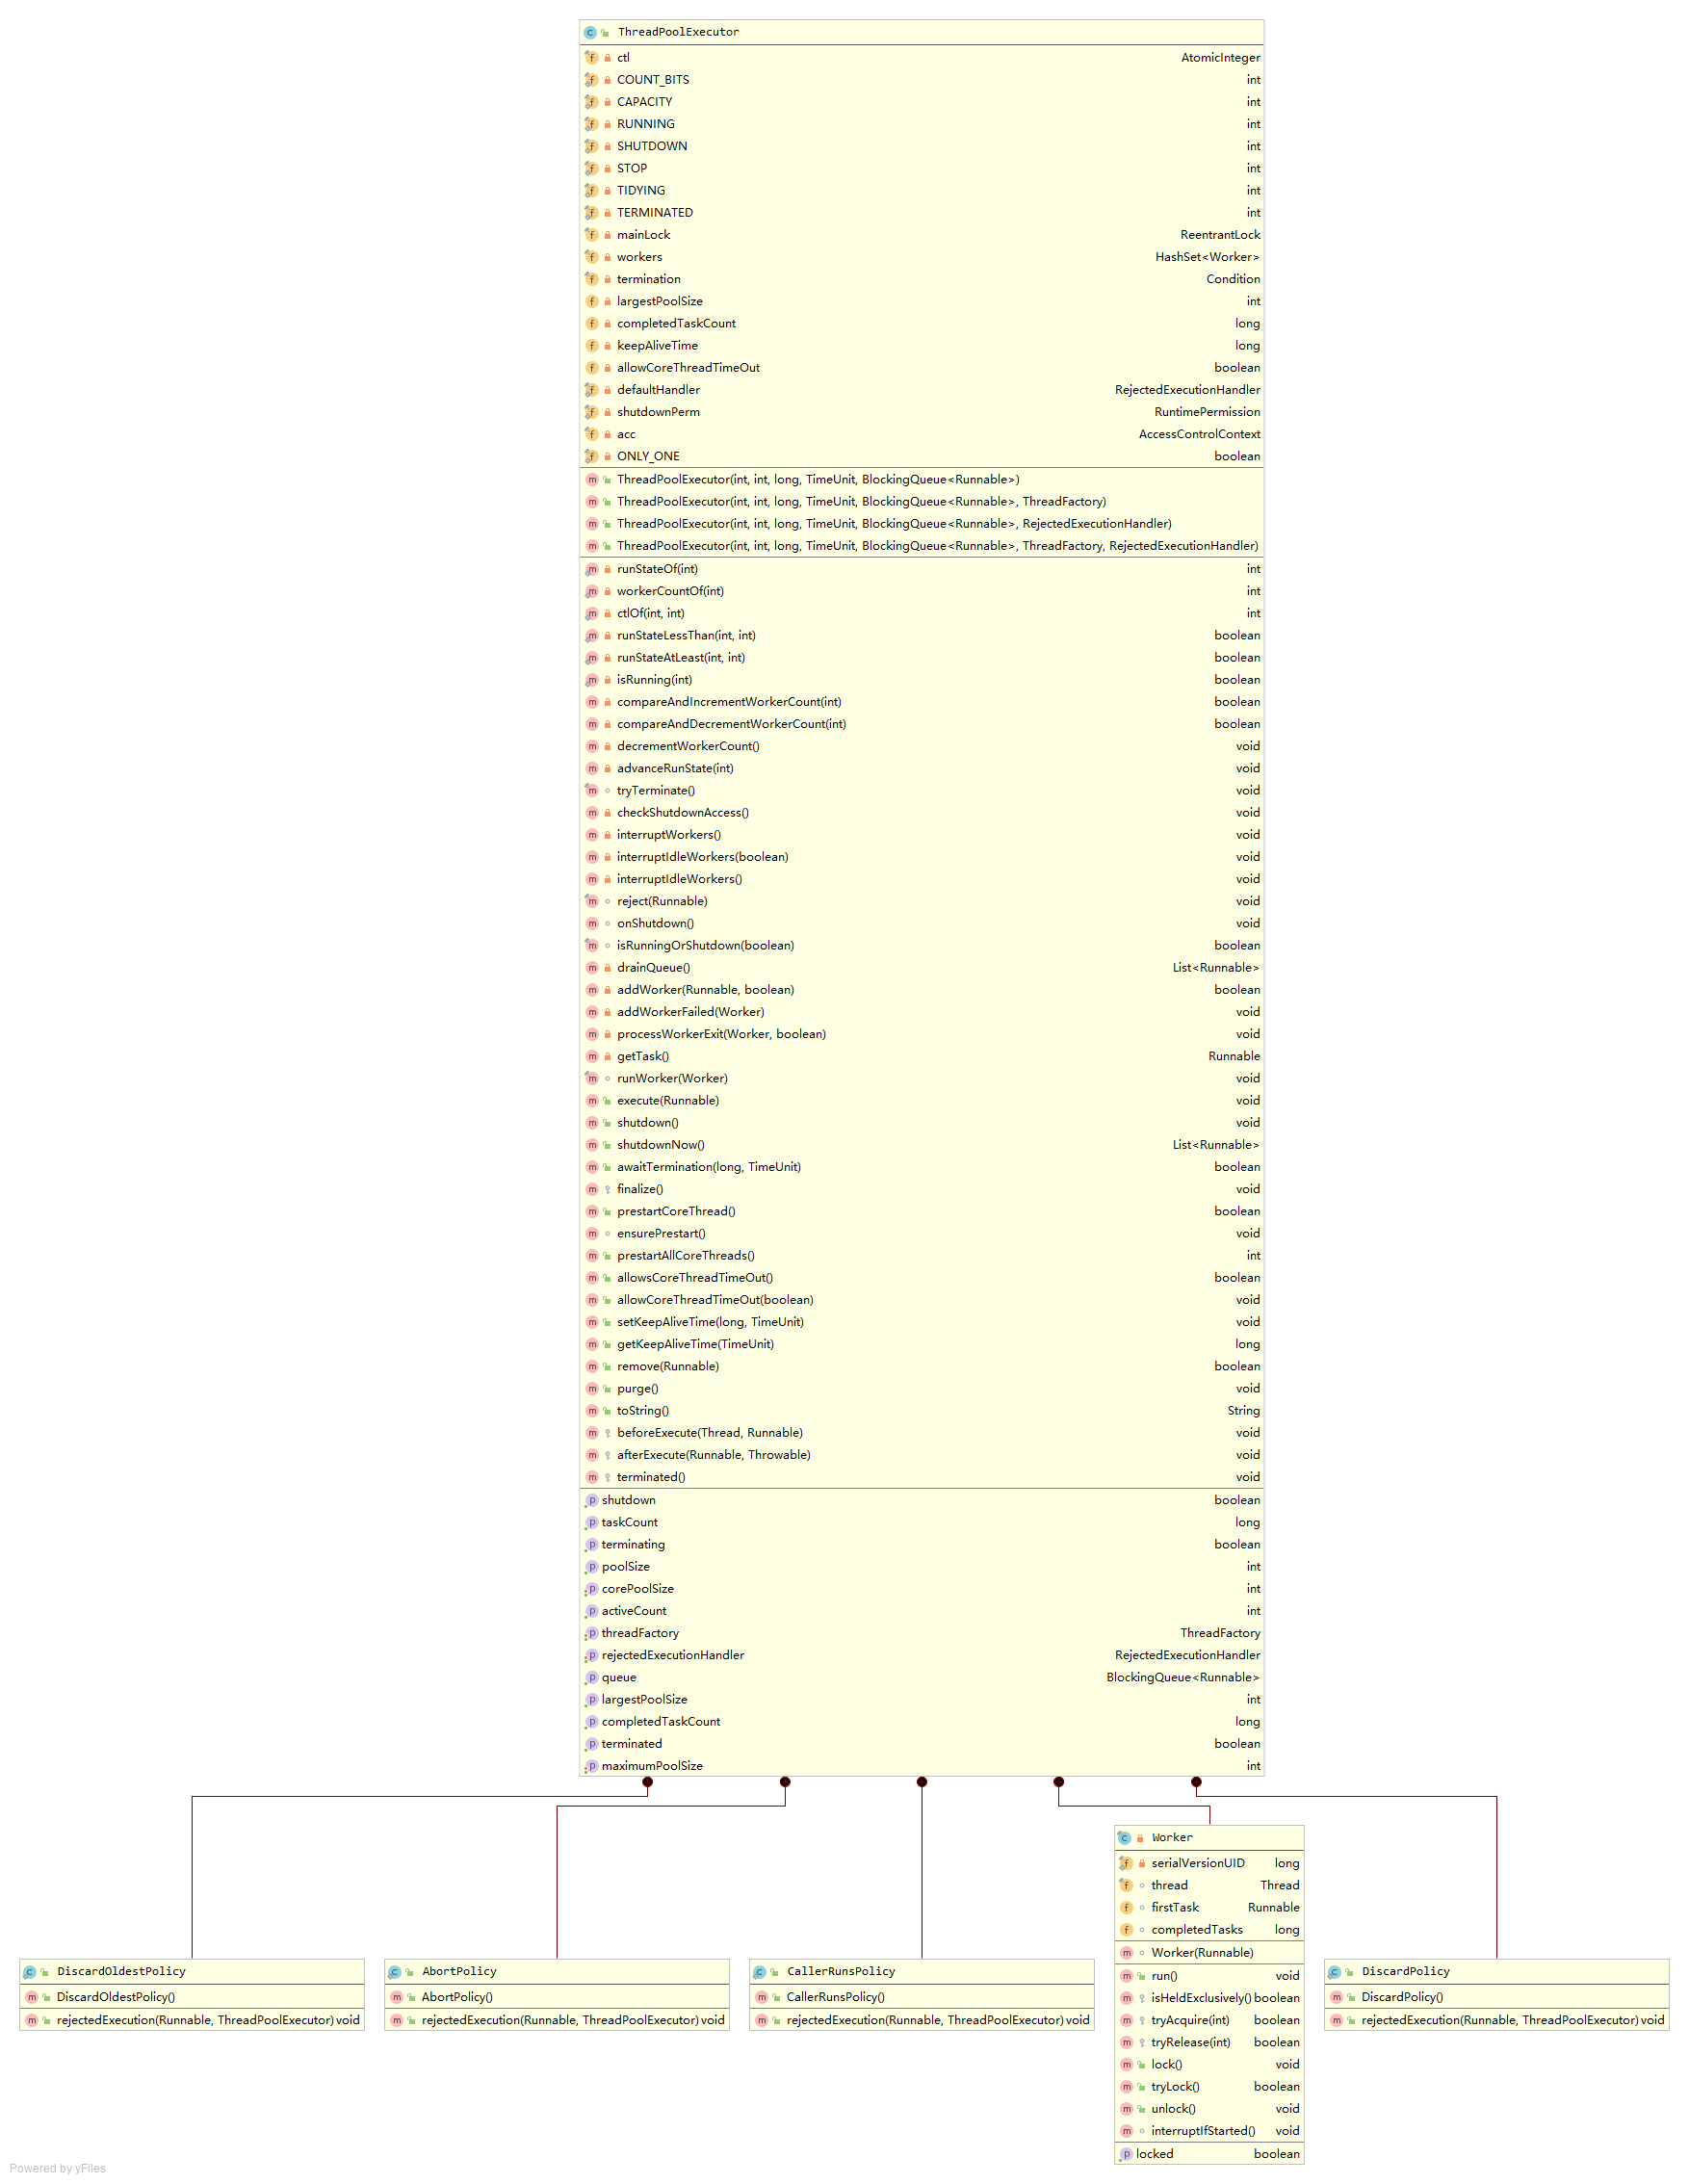 ThreadPoolExecutor
ctl AtomicInteger
COUNT_BITS int
CAPACITY int
RUNNING int
SHUTDOWN int
STOP int
TIDYING int
TERMINATED int
mainLock ReentrantLock
workers HashSet<Worker>
termination Condition
largestPoolSize int
completedTaskCount long
keepAliveTime long
allowCoreThreadTimeOut boolean
defaultHandler RejectedExecutionHandler
shutdownPerm RuntimePermission
acc AccessControlContext
ONLY_ONE boolean
ThreadPoolExecutor(int, int, long, TimeUnit, BlockingQueue<Runnable>)
ThreadPoolExecutor(int, int, long, TimeUnit, BlockingQueue<Runnable>, ThreadFactory)
ThreadPoolExecutor(int, int, long, TimeUnit, BlockingQueue<Runnable>, RejectedExecutionHandler)
ThreadPoolExecutor(int, int, long, TimeUnit, BlockingQueue<Runnable>, ThreadFactory, RejectedExecutionHandler)
runStateOf(int) int
workerCountOf(int) int
ctlOf(int, int) int
runStateLessThan(int, int) boolean
runStateAtLeast(int, int) boolean
isRunning(int) boolean
compareAndIncrementWorkerCount(int) boolean
compareAndDecrementWorkerCount(int) boolean
decrementWorkerCount() void
advanceRunState(int) void
tryTerminate() void
checkShutdownAccess() void
interruptWorkers() void
interruptIdleWorkers(boolean) void
interruptIdleWorkers() void
reject(Runnable) void
onShutdown() void
isRunningOrShutdown(boolean) boolean
drainQueue() List<Runnable>
addWorker(Runnable, boolean) boolean
addWorkerFailed(Worker) void
processWorkerExit(Worker, boolean) void
getTask() Runnable
runWorker(Worker) void
execute(Runnable) void
shutdown() void
shutdownNow() List<Runnable>
awaitTermination(long, TimeUnit) boolean
finalize() void
prestartCoreThread() boolean
ensurePrestart() void
prestartAllCoreThreads() int
allowsCoreThreadTimeOut() boolean
allowCoreThreadTimeOut(boolean) void
setKeepAliveTime(long, TimeUnit) void
getKeepAliveTime(TimeUnit) long
remove(Runnable) boolean
purge() void
toString() String
beforeExecute(Thread, Runnable) void
afterExecute(Runnable, Throwable) void
terminated() void
shutdown boolean
taskCount long
terminating boolean
poolSize int
corePoolSize int
activeCount int
threadFactory ThreadFactory
rejectedExecutionHandler RejectedExecutionHandler
queue BlockingQueue<Runnable>
largestPoolSize int
completedTaskCount long
terminated boolean
maximumPoolSize int
DiscardOldestPolicy
DiscardOldestPolicy()
rejectedExecution(Runnable, ThreadPoolExecutor) void
AbortPolicy
AbortPolicy()
rejectedExecution(Runnable, ThreadPoolExecutor) void
CallerRunsPolicy
CallerRunsPolicy()
rejectedExecution(Runnable, ThreadPoolExecutor) void
Worker
serialVersionUID long
thread Thread
firstTask Runnable
completedTasks long
Worker(Runnable)
run() void
isHeldExclusively() boolean
tryAcquire(int) boolean
tryRelease(int) boolean
lock() void
tryLock() boolean
unlock() void
interruptIfStarted() void
locked boolean
DiscardPolicy
DiscardPolicy()
rejectedExecution(Runnable, ThreadPoolExecutor) void
Powered by yFiles